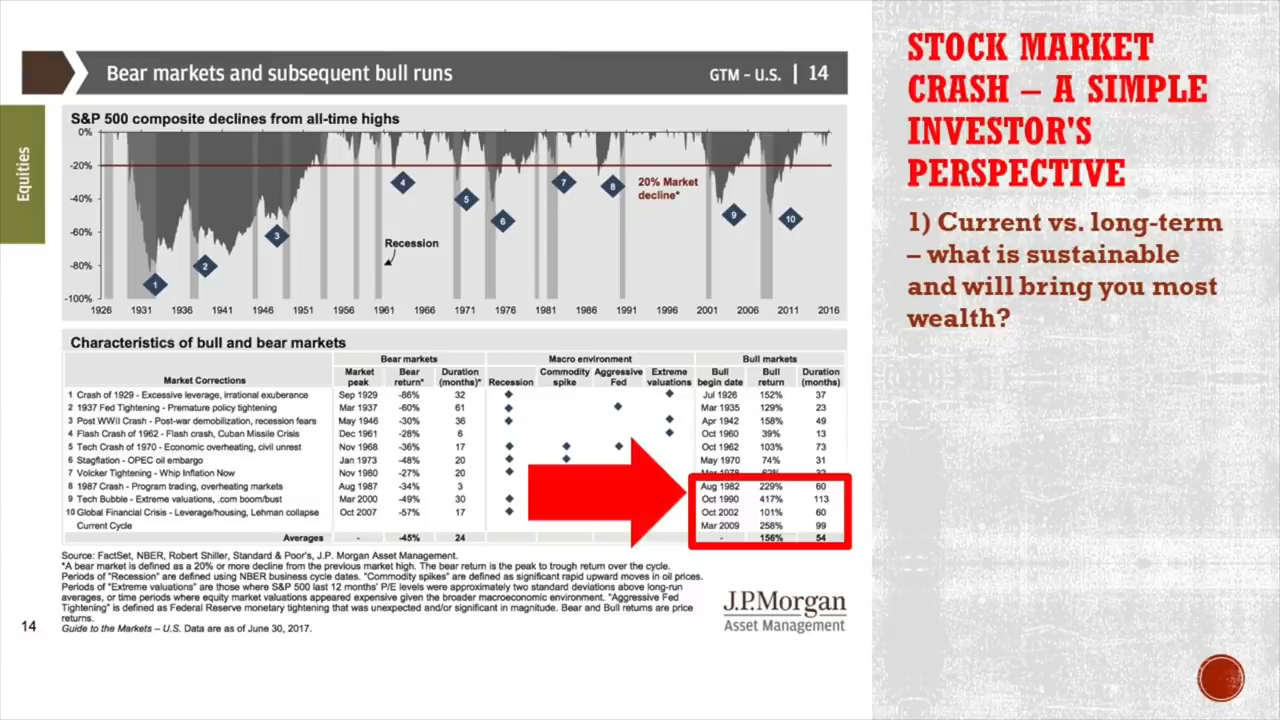 Bear markets and subsequent bull runs
GTM – U.S. | 14
Equities
S&P 500 composite declines from all-time highs
0%
-20%
-40%
-60%
-80%
-100%
20% Market
decline*
Recession
1
2
3
4
5
6
7
8
9
10
1926 1931 1936 1941 1946 1951 1956 1961 1966 1971 1976 1981 1986 1991 1996 2001 2006 2011 2016
Characteristics of bull and bear markets
Bear markets Macro environment Bull markets
Market Bear Duration Commodity Aggressive Extreme Bull Bull Duration
Market Corrections peak return* (months)* Recession spike Fed valuations begin date return (months)
1 Crash of 1929 - Excessive leverage, irrational exuberance Sep 1929 -86% 32 Jul 1926 152% 37
2 1937 Fed Tightening - Premature policy tightening Mar 1937 -60% 61 Mar 1935 129% 23
3 Post WWII Crash - Post-war demobilization, recession fears May 1946 -30% 36 Apr 1942 158% 49
4 Flash Crash of 1962 - Flash crash, Cuban Missile Crisis Dec 1961 -28% 6 Oct 1960 39% 13
5 Tech Crash of 1970 - Economic overheating, civil unrest Nov 1968 -36% 17 Oct 1962 103% 73
6 Stagflation - OPEC oil embargo Jan 1973 -48% 20 May 1970 74% 31
7 Volcker Tightening - Whip Inflation Now Nov 1980 -27% 20 Mar 1978 62% 32
8 1987 Crash - Program trading, overheating markets Aug 1987 -34% 3 Aug 1982 229% 60
9 Tech Bubble - Extreme valuations, .com boom/bust Mar 2000 -49% 30 Oct 1990 417% 113
10 Global Financial Crisis - Leverage/housing, Lehman collapse Oct 2007 -57% 17 Oct 2002 101% 60
Current Cycle Mar 2009 258% 99
Averages - -45% 24 - 156% 54
Source: FactSet, NBER, Robert Shiller, Standard & Poor's, J.P. Morgan Asset Management.
*A bear market is defined as a 20% or more decline from the previous market high. The bear return is the peak to trough return over the cycle.
Periods of "Recession" are defined using NBER business cycle dates. "Commodity spikes" are defined as significant rapid upward moves in oil prices.
Periods of "Extreme valuations" are those where S&P 500 last 12 months' P/E levels were approximately two standard deviations above long-run
averages, or time periods where equity market valuations appeared expensive given the broader macroeconomic environment. "Aggressive Fed
Tightening" is defined as Federal Reserve monetary tightening that was unexpected and/or significant in magnitude. Bear and Bull returns are price
returns.
Guide to the Markets – U.S. Data are as of June 30, 2017.
14
J.P.Morgan
Asset Management
STOCK MARKET
CRASH – A SIMPLE
INVESTOR'S
PERSPECTIVE
1) Current vs. long-term
– what is sustainable
and will bring you most
wealth?